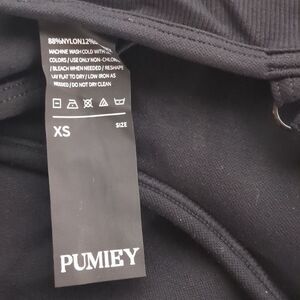 88%NYLON12%
MACHINE WASH COLD WITH
COLORS / USE ONLY NON-CHLOR
/ BLEACH WHEN NEEDED / RESHAPE
LAY FLAT TO DRY / LOW IRON AS
NEEDED / DO NOT DRY CLEAN
XS SIZE
PUMIEY